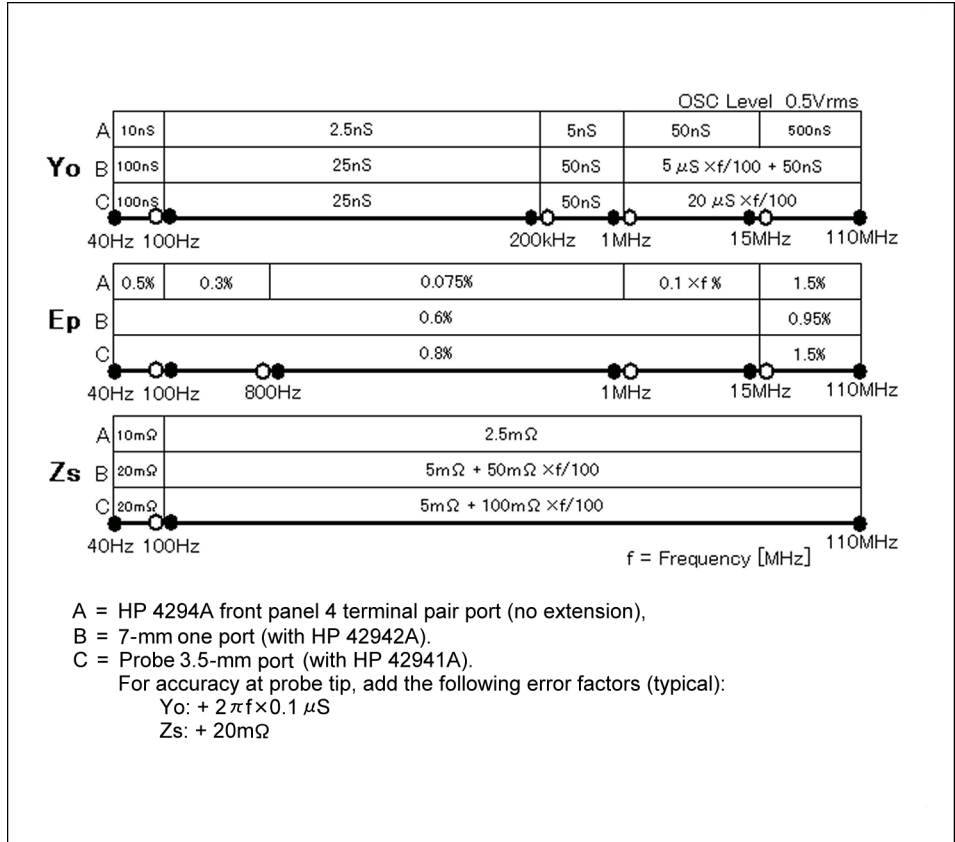 OSC Level 0.5Vrms
A 10nS 2.5nS 5nS 50nS 500nS
Yo B 100nS 25nS 50nS 5 μS ×f/100 + 50nS
C 100nS 25nS 50nS 20 μS ×f/100
40Hz 100Hz 200kHz 1MHz 15MHz 110MHz
A 0.5% 0.3% 0.075% 0.1 ×f % 1.5%
Ep B 0.6% 0.95%
C 0.8% 1.5%
40Hz 100Hz 800Hz 1MHz 15MHz 110MHz
A 10mΩ 2.5mΩ
Zs B 20mΩ 5mΩ + 50mΩ ×f/100
C 20mΩ 5mΩ + 100mΩ ×f/100
40Hz 100Hz 110MHz
f = Frequency [MHz]
A = HP 4294A front panel 4 terminal pair port (no extension),
B = 7-mm one port (with HP 42942A).
C = Probe 3.5-mm port (with HP 42941A).
For accuracy at probe tip, add the following error factors (typical):
Yo: + 2πf×0.1 μS
Zs: + 20mΩ